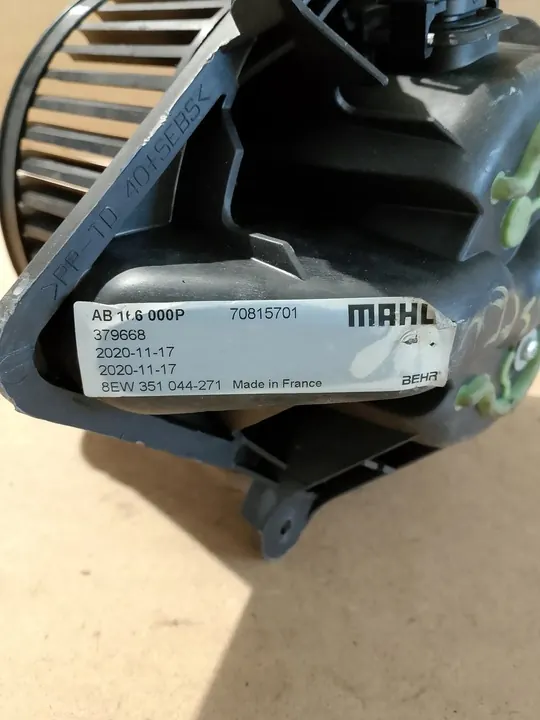 >PP-TD 40+SEBS<
AB 166 000P 70815701 MAHL
379668
2020-11-17
2020-11-17
8EW 351 044-271 Made in France BEHR